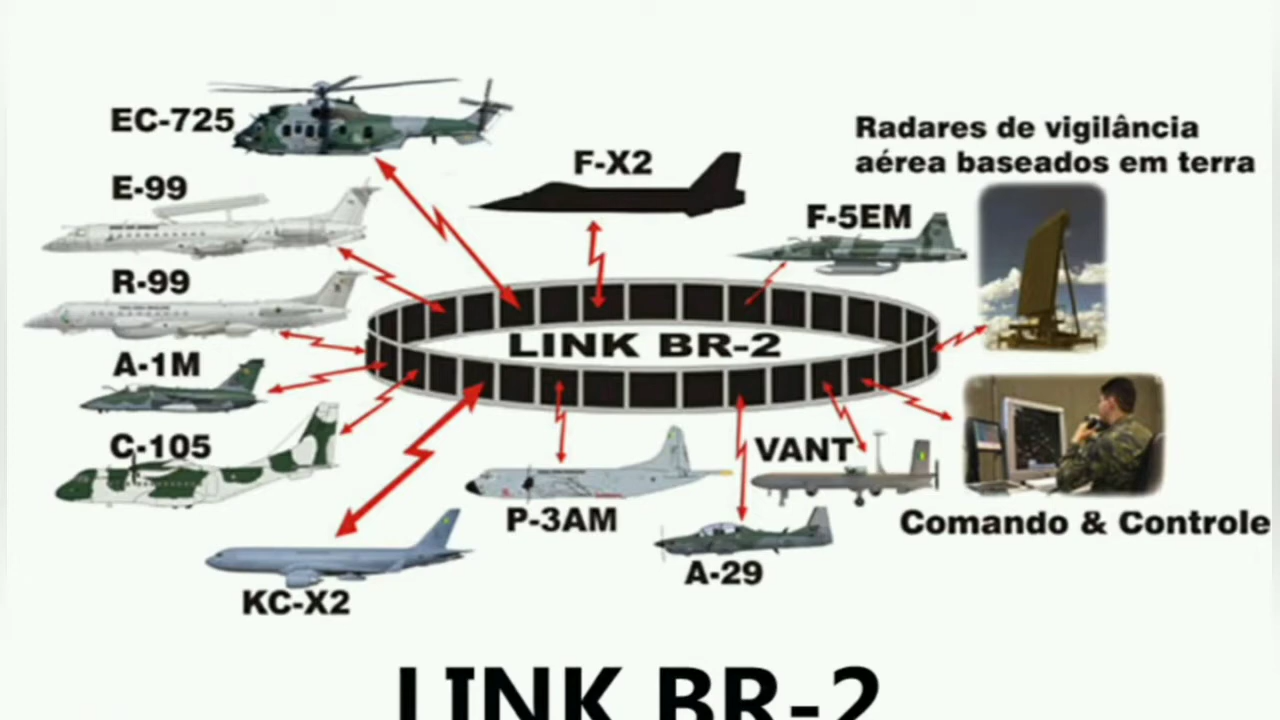 EC-725
F-X2
Radares de vigilância
aérea baseados em terra
E-99
F-5EM
R-99
LINK BR-2
A-1M
C-105
VANT
P-3AM
Comando & Controle
A-29
KC-X2
LINK BR-2